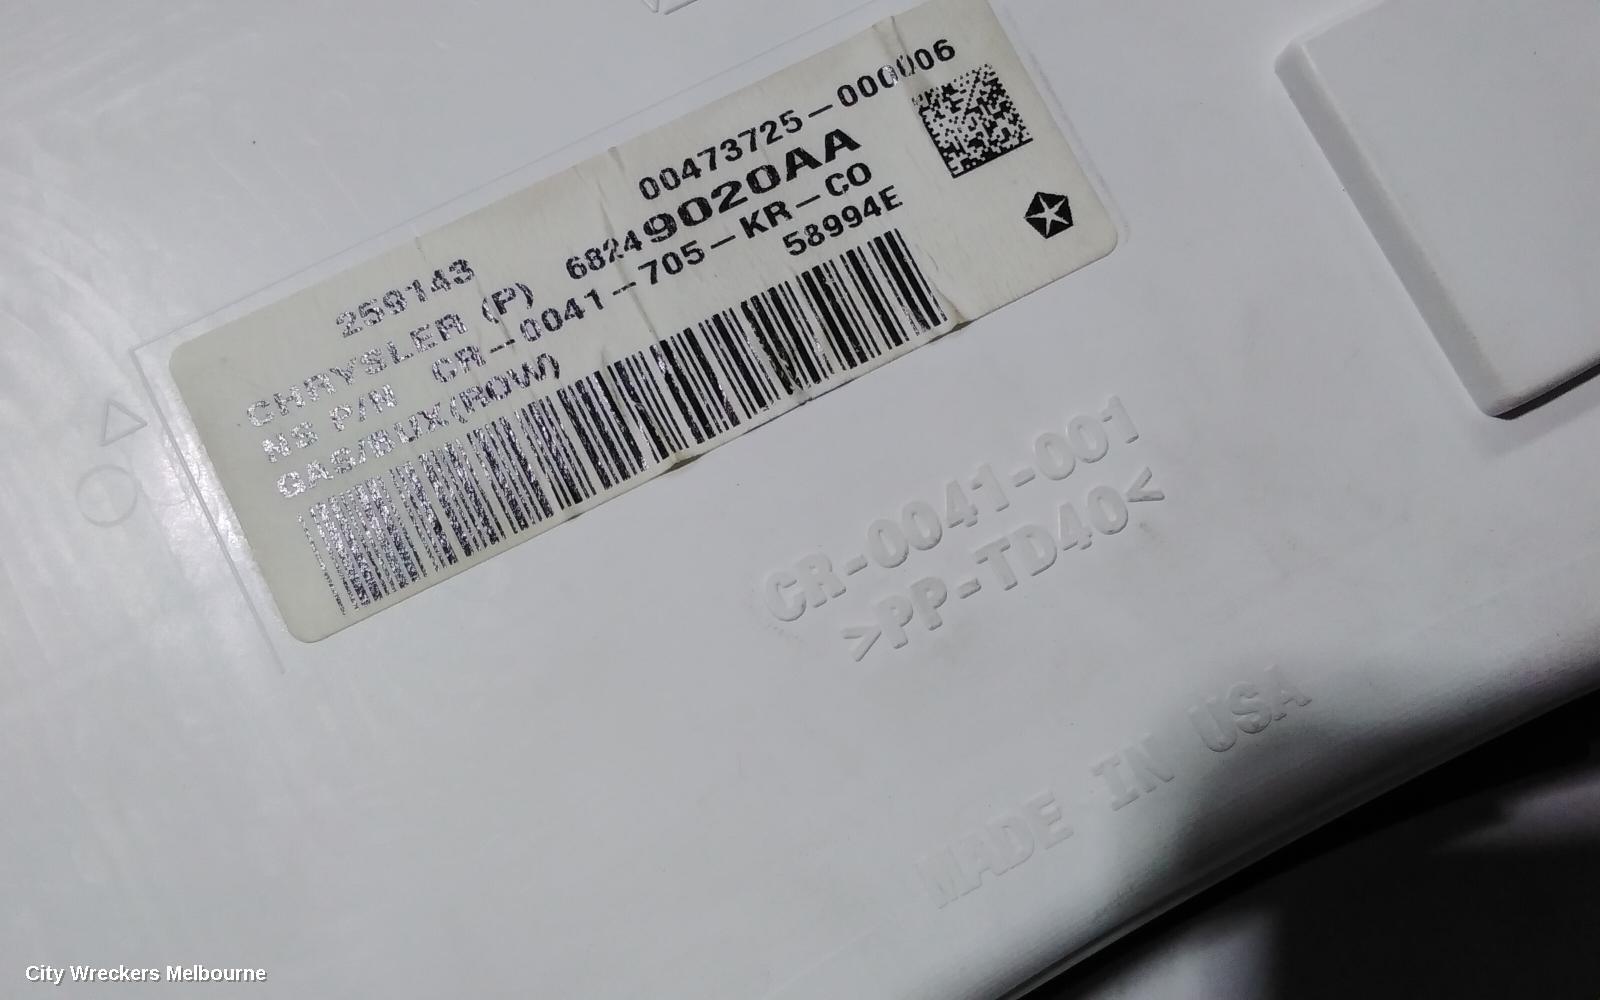 00473725-000006
259143
CHRYSLER (P) 68249020AA
NS P/N CR-0041-705-KR-CO
GAS/BUX(ROW) 58994E
CR-0041-001
>PP-TD40<
MADE IN USA
City Wreckers Melbourne